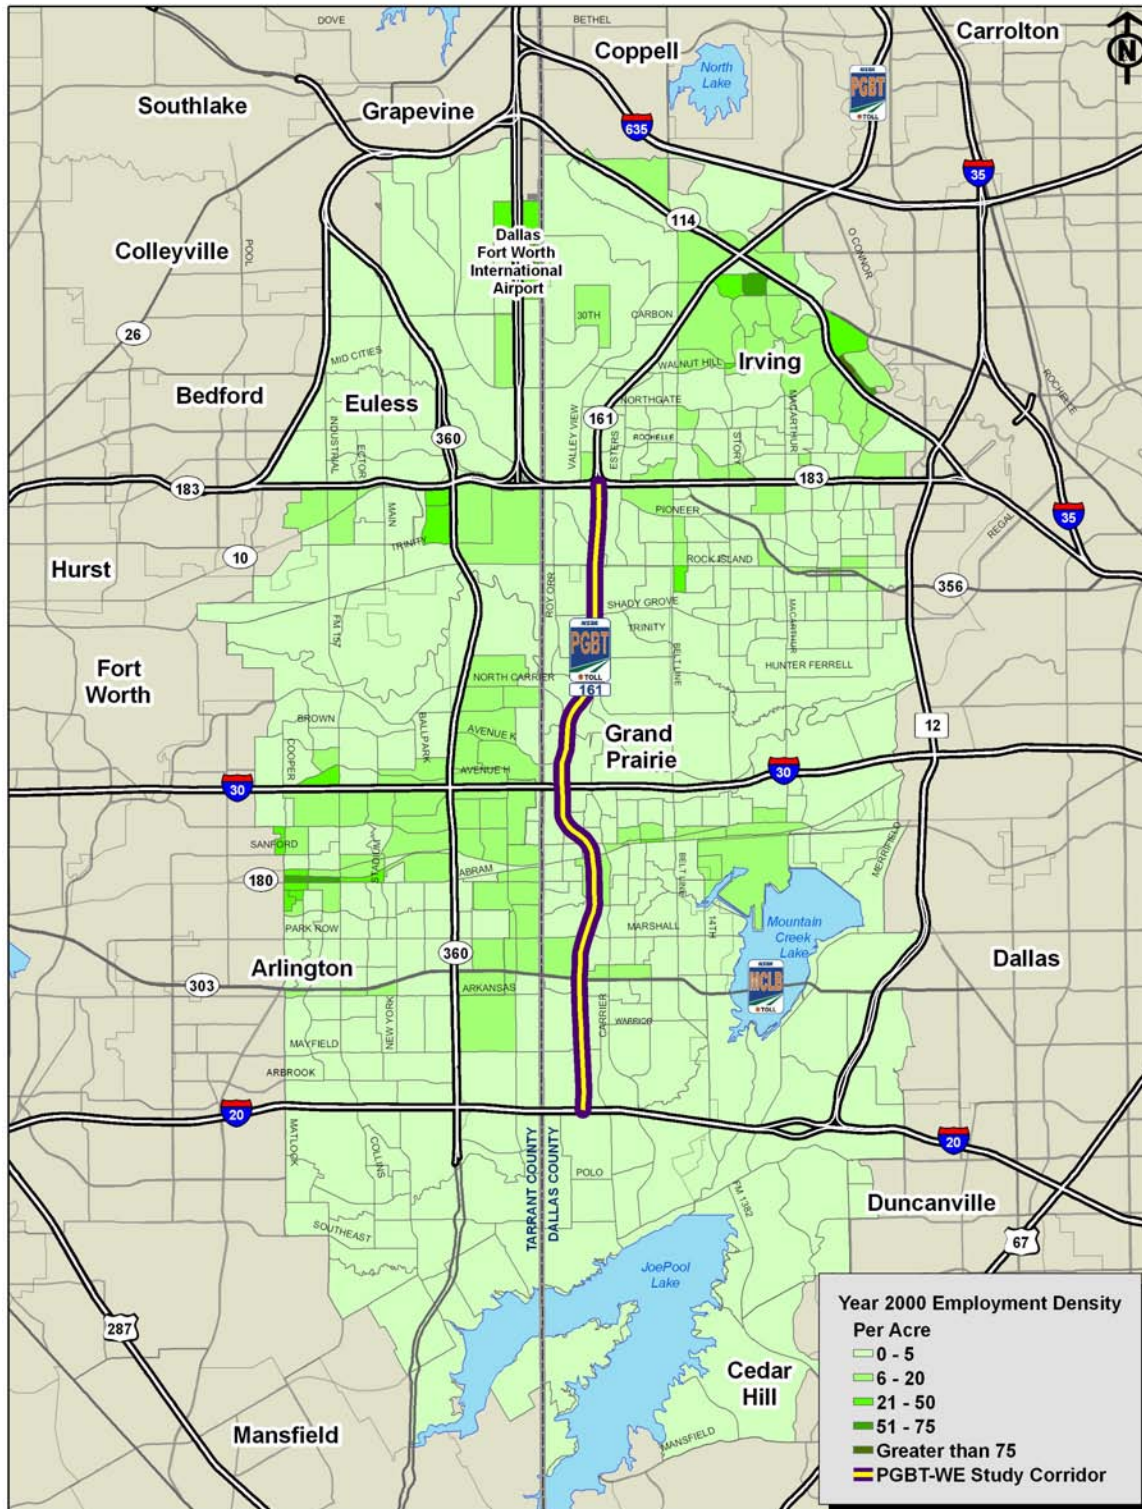 DOVE
BETHEL
Carrolton
Coppell
N
North
Lake
PGBT
TOLL
Southlake
Grapevine
635
35
114
Dallas
Fort Worth
International
Airport
Colleyville
POOL
O CONNOR
30TH
CARBON
26
MID CITIES
WALNUT HILL
Irving
Bedford
Euless
NORTHGATE
MACARTHUR
ROCHELLE
161
360
VALLEY VIEW
ESTERS
ROCHELLE
STORY
INDUSTRIAL
ECTOR
183
183
MAIN
PIONEER
REGAL
35
TRINITY
10
ROCK ISLAND
Hurst
356
ROY ORR
SHADY GROVE
TRINITY
MACARTHUR
FM 157
PGBT
TOLL
161
BELT LINE
HUNTER FERRELL
Fort
Worth
NORTH CARRIER
BROWN
BALLPARK
AVENUE K
Grand
Prairie
12
COOPER
AVENUE H
30
30
SANFORD
STADIUM
MERRIFIELD
180
ABRAM
BELT LINE
PARK ROW
MARSHALL
14TH
Mountain
Creek
Lake
360
Arlington
Dallas
303
ARKANSAS
MCLB
TOLL
NEW YORK
CARRIER
WARRIOR
MAYFIELD
ARBROOK
20
20
MATLOCK
COLLINS
TARRANT COUNTY
DALLAS COUNTY
POLO
FM 1382
Duncanville
SOUTHEAST
67
JoePool
Lake
287
Cedar
Hill
Mansfield
MANSFIELD
Year 2000 Employment Density
Per Acre
0 - 5
6 - 20
21 - 50
51 - 75
Greater than 75
PGBT-WE Study Corridor